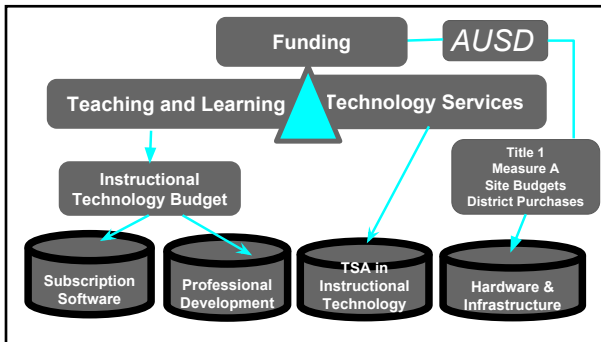 Funding
AUSD
Teaching and Learning
Technology Services
Title 1
Measure A
Site Budgets
District Purchases
Instructional
Technology Budget
Subscription
Software
Professional
Development
TSA in
Instructional
Technology
Hardware &
Infrastructure